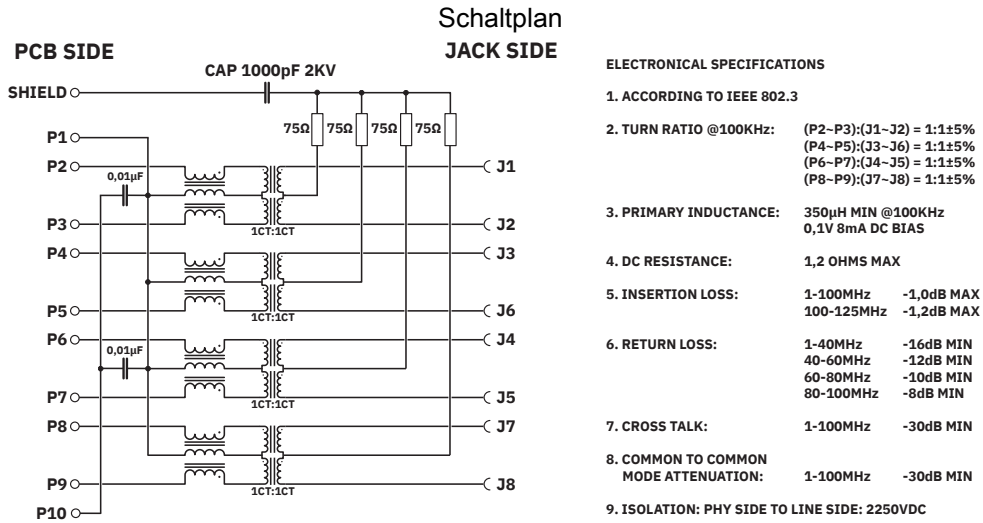 Schaltplan
PCB SIDE
JACK SIDE
CAP 1000pF 2KV
SHIELD
75Ω 75Ω 75Ω 75Ω
P1
P2
J1
0,01µF
P3
J2
1CT:1CT
P4
J3
P5
J6
1CT:1CT
P6
J4
0,01µF
P7
J5
1CT:1CT
P8
J7
P9
J8
1CT:1CT
P10
ELECTRONICAL SPECIFICATIONS
1. ACCORDING TO IEEE 802.3
2. TURN RATIO @100KHz: (P2~P3):(J1~J2) = 1:1±5%
(P4~P5):(J3~J6) = 1:1±5%
(P6~P7):(J4~J5) = 1:1±5%
(P8~P9):(J7~J8) = 1:1±5%
3. PRIMARY INDUCTANCE: 350µH MIN @100KHz
0,1V 8mA DC BIAS
4. DC RESISTANCE: 1,2 OHMS MAX
5. INSERTION LOSS: 1-100MHz -1,0dB MAX
100-125MHz -1,2dB MAX
6. RETURN LOSS: 1-40MHz -16dB MIN
40-60MHz -12dB MIN
60-80MHz -10dB MIN
80-100MHz -8dB MIN
7. CROSS TALK: 1-100MHz -30dB MIN
8. COMMON TO COMMON
MODE ATTENUATION: 1-100MHz -30dB MIN
9. ISOLATION: PHY SIDE TO LINE SIDE: 2250VDC